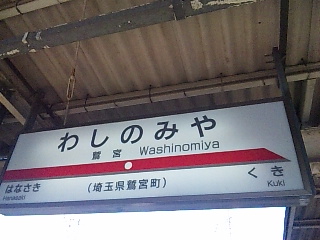 わしのみや
鷲宮 Washinomiya
(埼玉県鷲宮町)
はなさき
Hanasaki
くき
Kuki